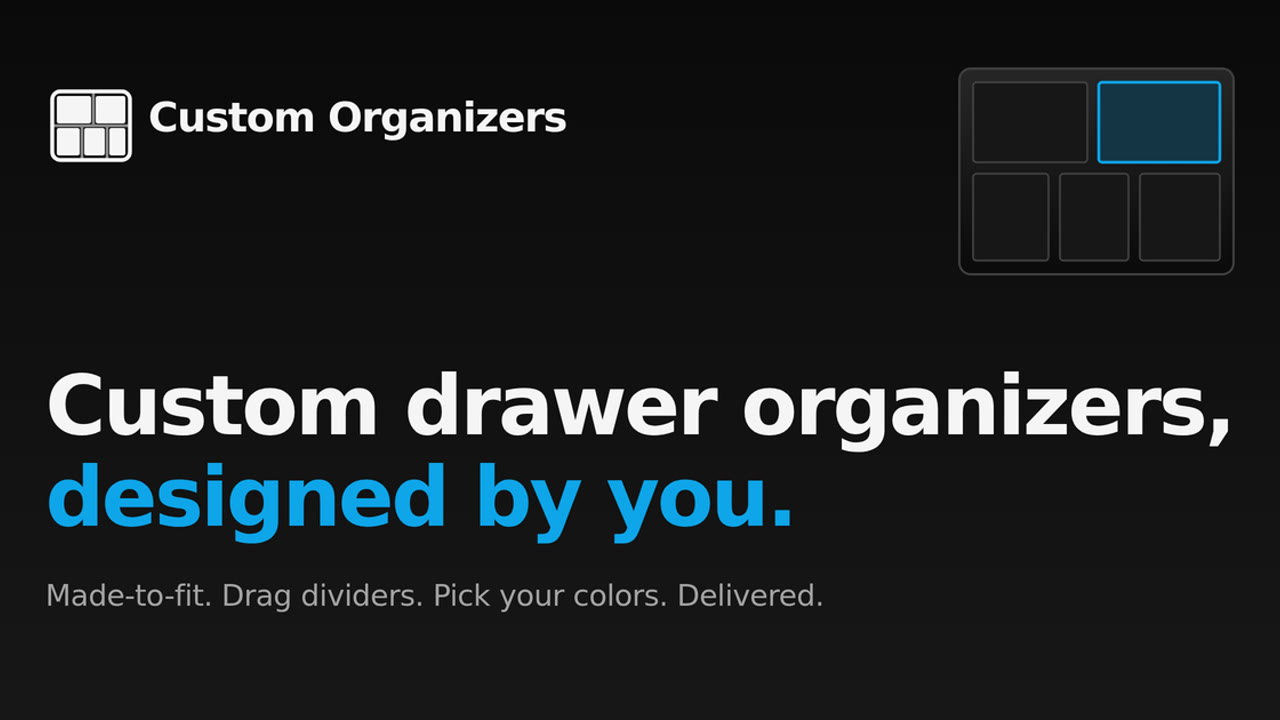 Custom Organizers
Custom drawer organizers,
designed by you.
Made-to-fit. Drag dividers. Pick your colors. Delivered.